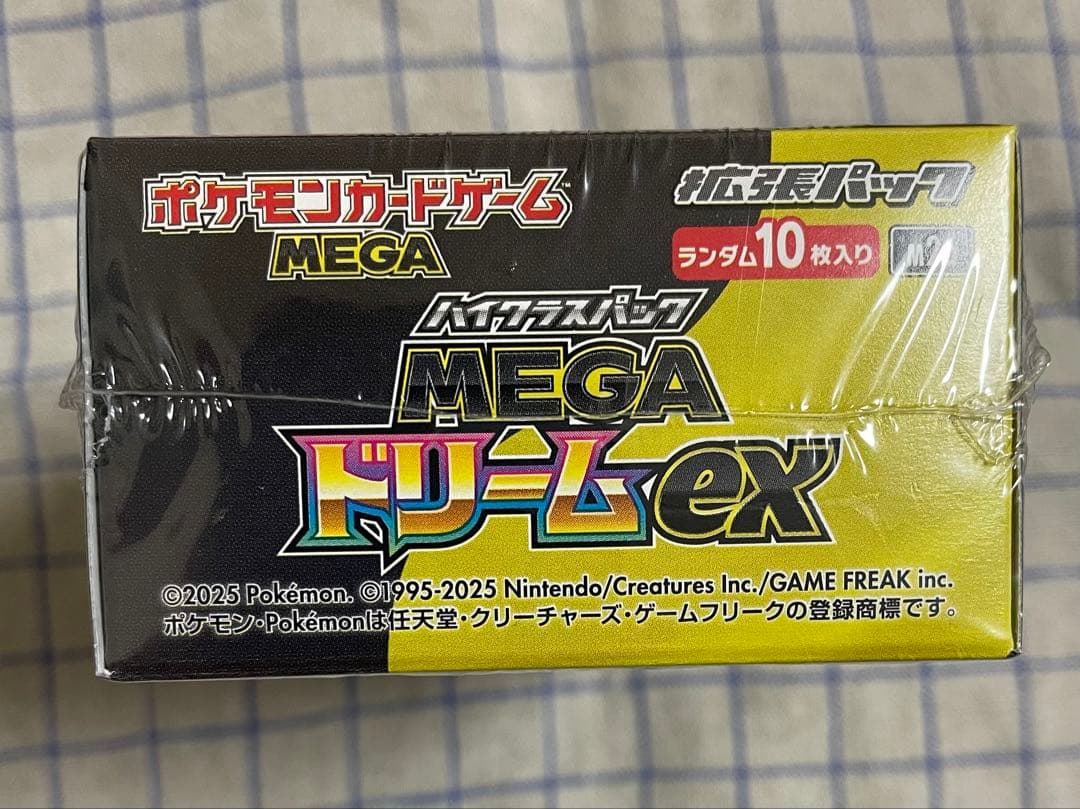 ポケモンカードゲーム™
MEGA
拡張パック
ランダム10枚入り
ハイクラスパック
MEGA
ドリームex
©2025 Pokémon. ©1995-2025 Nintendo/Creatures Inc./GAME FREAK inc.
ポケモン・Pokémonは任天堂・クリーチャーズ・ゲームフリークの登録商標です。